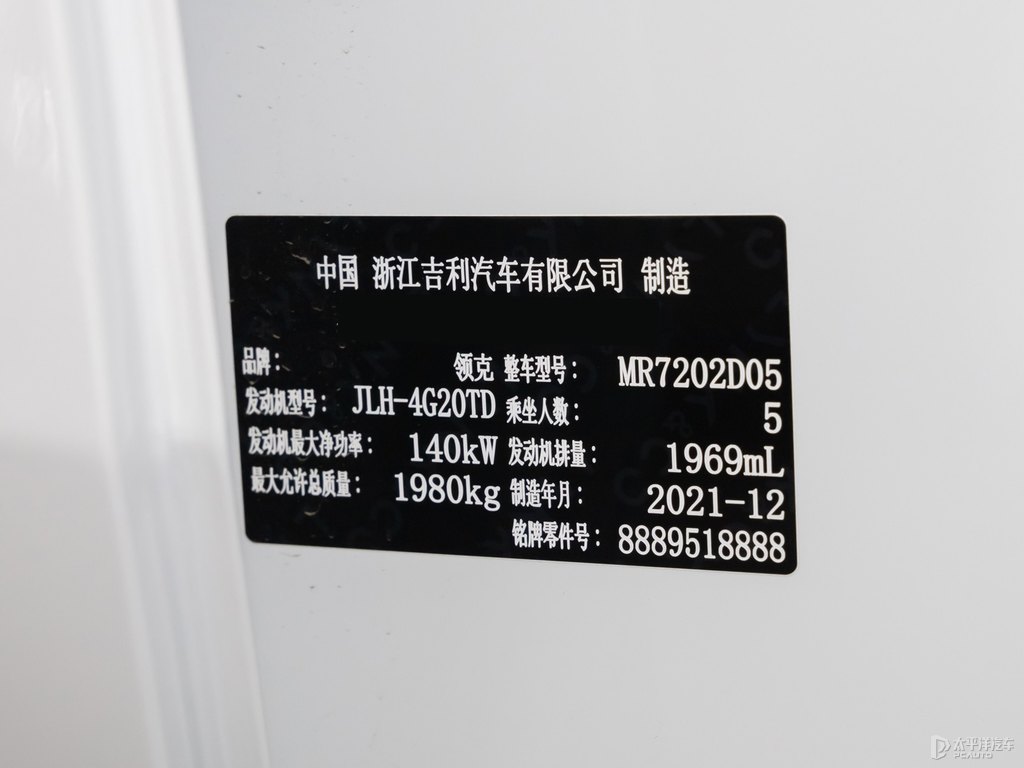 中国 浙江吉利汽车有限公司 制造
品牌: 领克 整车型号: MR7202D05
发动机型号: JLH-4G20TD 乘坐人数: 5
发动机最大净功率: 140kW 发动机排量: 1969mL
最大允许总质量: 1980kg 制造年月: 2021-12
铭牌零件号: 8889518888
太平洋汽车
PCAUTO